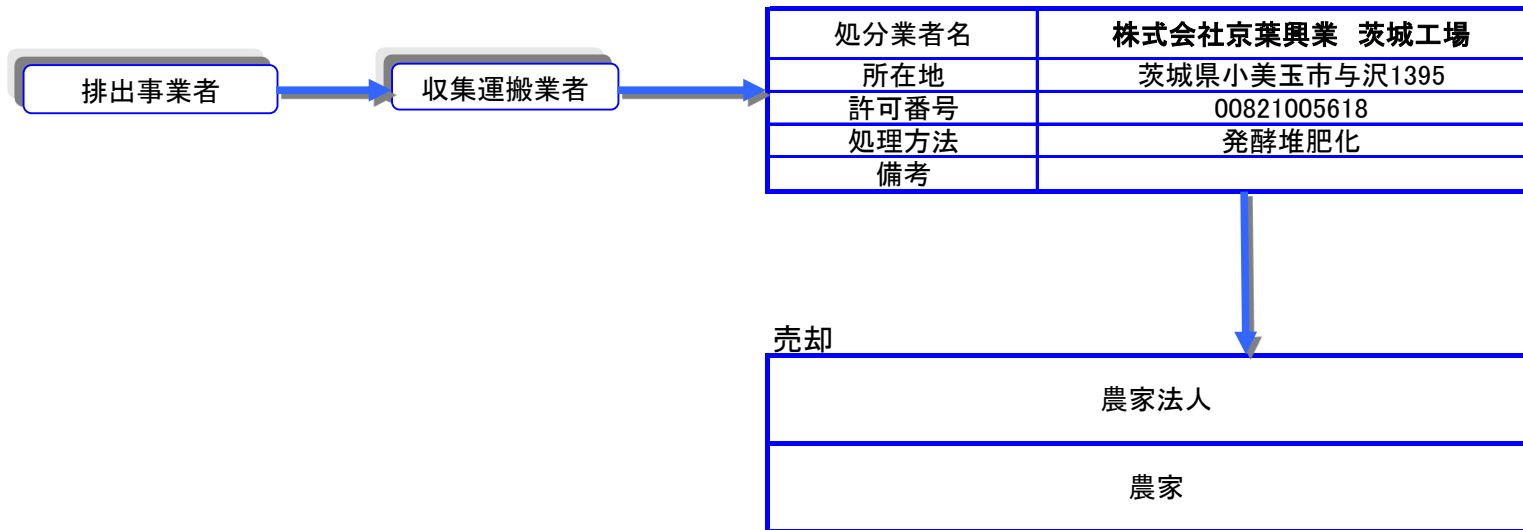 排出事業者
収集運搬業者
処分業者名 株式会社京葉興業 茨城工場
所在地 茨城県小美玉市与沢1395
許可番号 00821005618
処理方法 発酵堆肥化
備考
売却
農家法人
農家